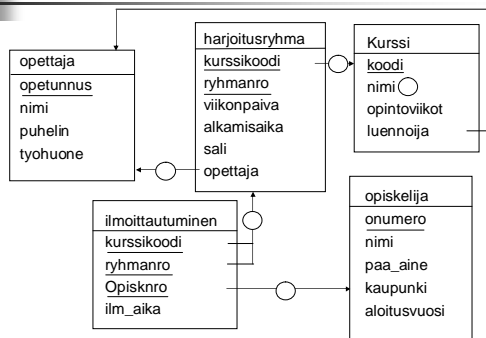 opettaja
opetunnus
nimi
puhelin
tyohuone
harjoitusryhma
kurssikoodi
ryhmanro
viikonpaiva
alkamisaika
sali
opettaja
Kurssi
koodi
nimi
opintoviikot
luennoija
ilmoittautuminen
kurssikoodi
ryhmanro
Opisknro
ilm_aika
opiskelija
onumero
nimi
paa_aine
kaupunki
aloitusvuosi